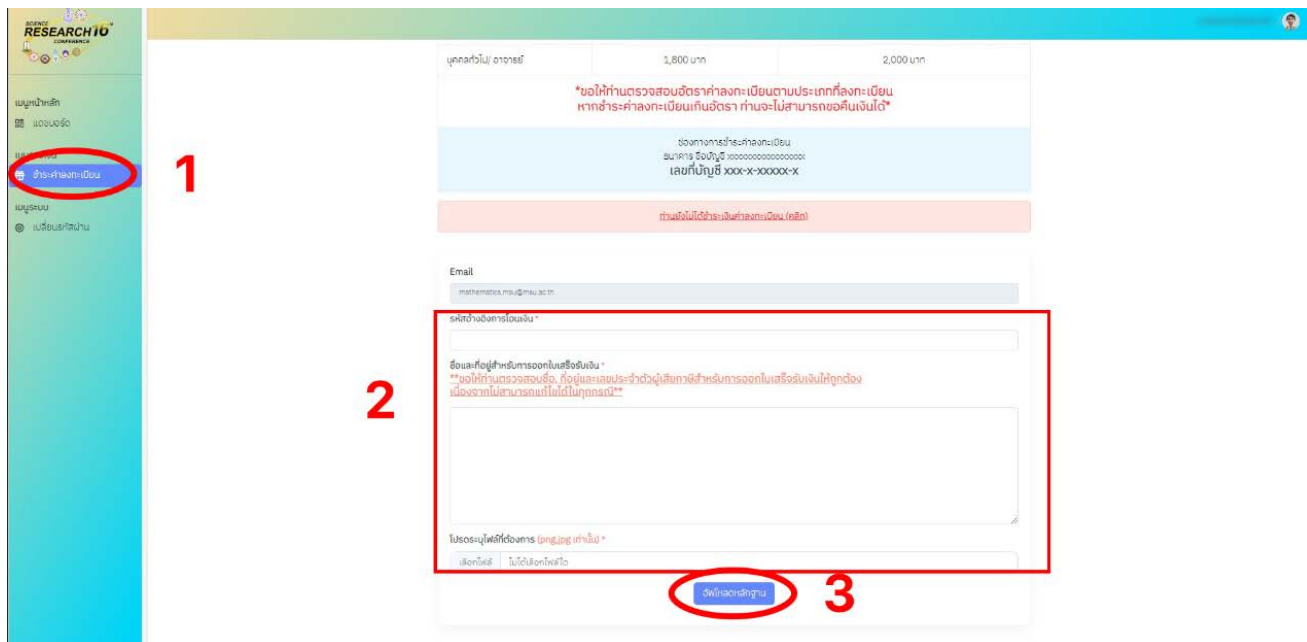 SCIENCE
RESEARCH16th
CONFERENCE
เมนูหน้าหลัก
แดชบอร์ด
ชำระค่าลงทะเบียน
เมนูระบบ
เปลี่ยนรหัสผ่าน
1
บุคคลทั่วไป/ อาจารย์ 1,800 บาท 2,000 บาท
*ขอให้ท่านตรวจสอบอัตราค่าลงทะเบียนตามประเภทที่ลงทะเบียน
หากชำระค่าลงทะเบียนเกินอัตรา ท่านจะไม่สามารถขอคืนเงินได้*
ช่องทางการชำระค่าลงทะเบียน
ธนาคาร ชื่อบัญชี
เลขที่บัญชี xxx-x-xxxxx-x
ท่านยังไม่ได้ชำระเงินค่าลงทะเบียน (คลิก)
Email
mathematics.msu@msu.ac.th
รหัสอ้างอิงการโอนเงิน *
2
ชื่อและที่อยู่สำหรับการออกใบเสร็จรับเงิน *
**ขอให้ท่านตรวจสอบชื่อ, ที่อยู่และเลขประจำตัวผู้เสียภาษีสำหรับการออกใบเสร็จรับเงินให้ถูกต้อง
เนื่องจากไม่สามารถแก้ไขได้ในทุกกรณี**
โปรดระบุไฟล์ที่ต้องการ (png,jpg เท่านั้น) *
เลือกไฟล์ ไม่ได้เลือกไฟล์ใด
อัพโหลดหลักฐาน
3